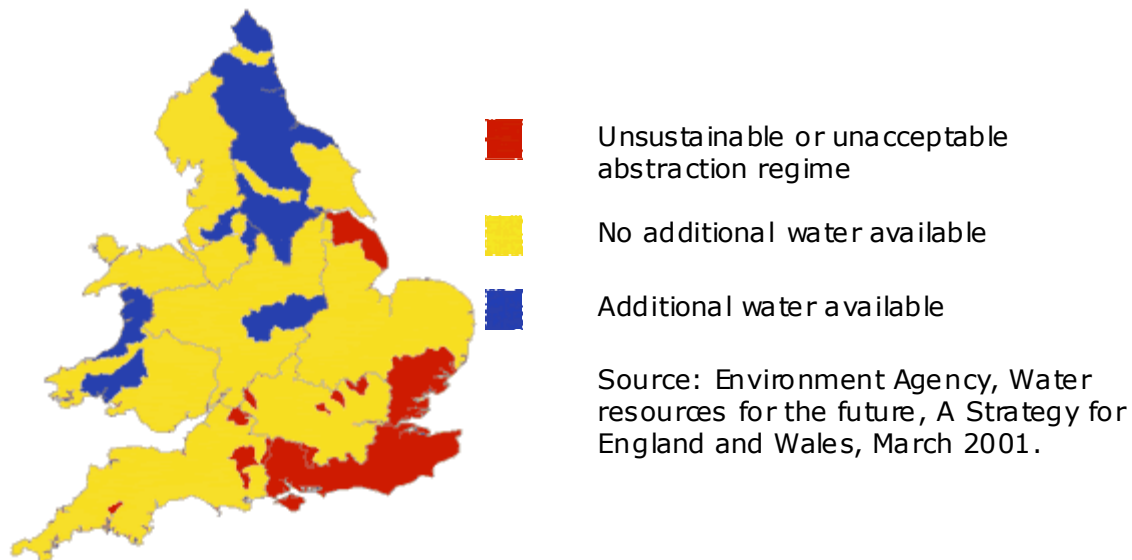 Unsustainable or unacceptable
abstraction regime
No additional water available
Additional water available
Source: Environment Agency, Water
resources for the future, A Strategy for
England and Wales, March 2001.